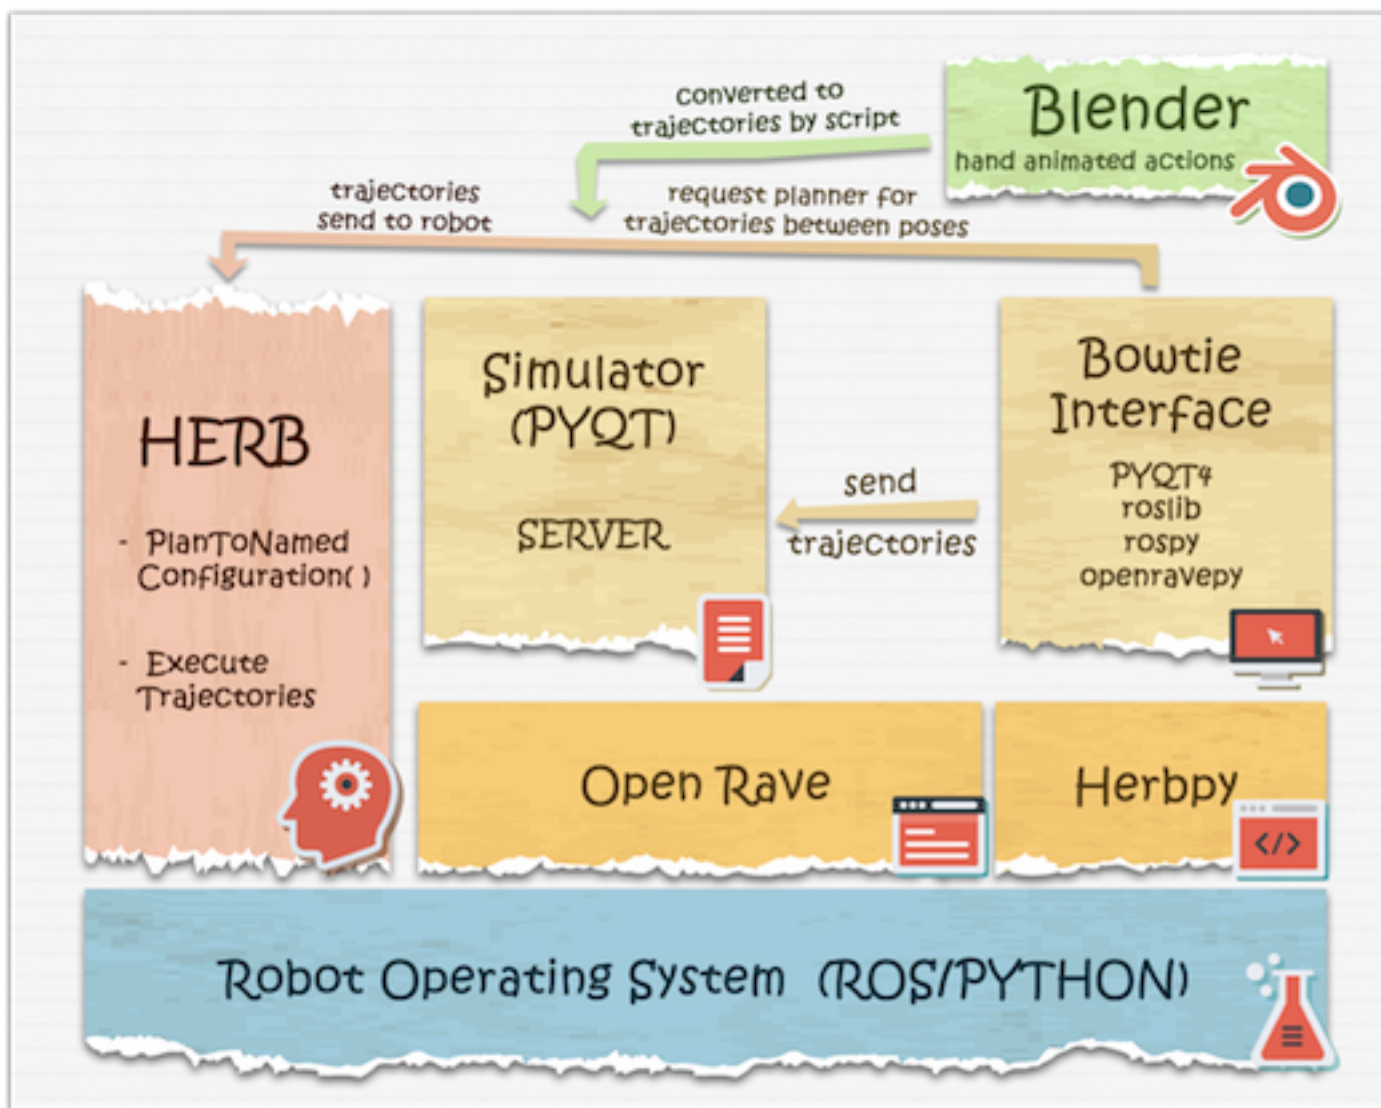 Blender
hand animated actions
converted to
trajectories by script
trajectories
send to robot
request planner for
trajectories between poses
HERB
- PlanToNamed
Configuration( )
- Execute
Trajectories
Simulator
(PYQT)
SERVER
send
trajectories
Bowtie
Interface
PYQT4
roslib
rospy
openravepy
Open Rave
Herbpy
</>
Robot Operating System (ROS/PYTHON)